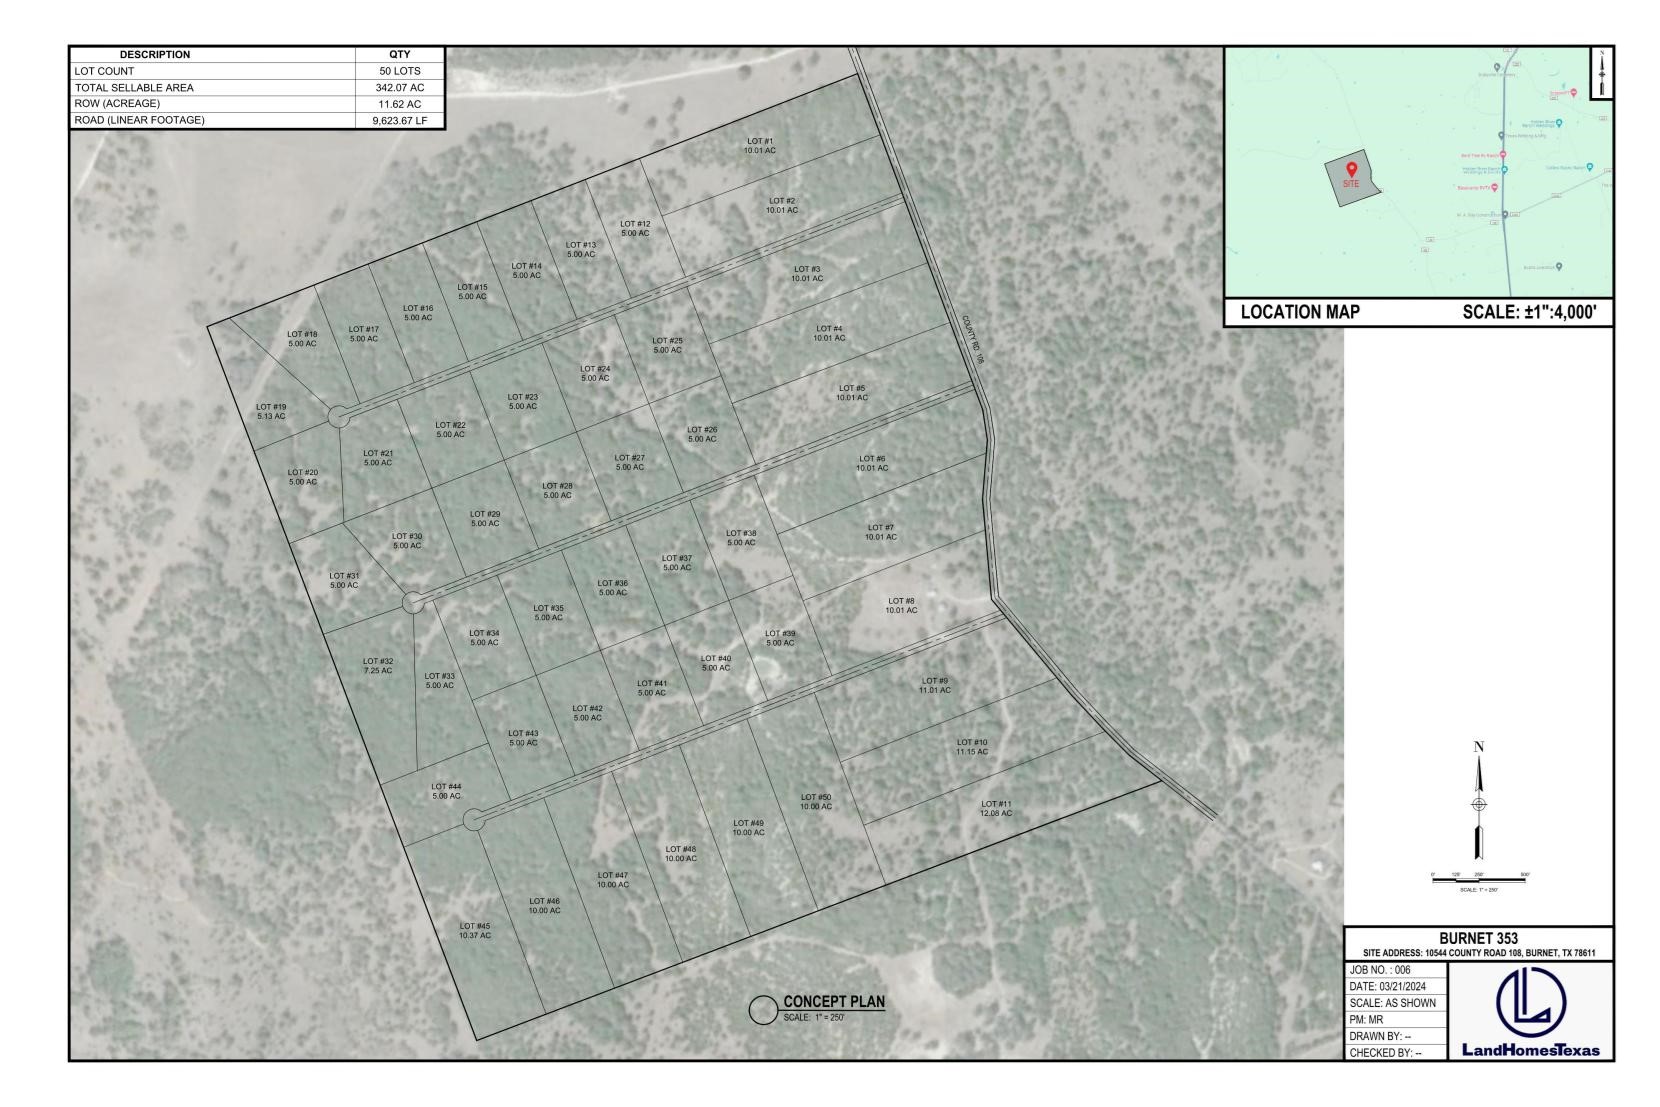 DESCRIPTION QTY
LOT COUNT 50 LOTS
TOTAL SELLABLE AREA 342.07 AC
ROW (ACREAGE) 11.62 AC
ROAD (LINEAR FOOTAGE) 9,623.67 LF
LOT #1
10.01 AC
LOT #2
10.01 AC
LOT #12
5.00 AC
LOT #13
5.00 AC
LOT #14
5.00 AC
LOT #15
5.00 AC
LOT #16
5.00 AC
LOT #17
5.00 AC
LOT #18
5.00 AC
LOT #3
10.01 AC
LOT #4
10.01 AC
LOT #5
10.01 AC
COUNTY RD 108
LOT #25
5.00 AC
LOT #24
5.00 AC
LOT #23
5.00 AC
LOT #22
5.00 AC
LOT #21
5.00 AC
LOT #19
5.13 AC
LOT #20
5.00 AC
LOT #26
5.00 AC
LOT #27
5.00 AC
LOT #28
5.00 AC
LOT #29
5.00 AC
LOT #30
5.00 AC
LOT #31
5.00 AC
LOT #6
10.01 AC
LOT #7
10.01 AC
LOT #8
10.01 AC
LOT #38
5.00 AC
LOT #37
5.00 AC
LOT #36
5.00 AC
LOT #35
5.00 AC
LOT #34
5.00 AC
LOT #33
5.00 AC
LOT #32
7.25 AC
LOT #39
5.00 AC
LOT #40
5.00 AC
LOT #41
5.00 AC
LOT #42
5.00 AC
LOT #43
5.00 AC
LOT #44
5.00 AC
LOT #9
11.01 AC
LOT #10
11.15 AC
LOT #11
12.08 AC
LOT #50
10.00 AC
LOT #49
10.00 AC
LOT #48
10.00 AC
LOT #47
10.00 AC
LOT #46
10.00 AC
LOT #45
10.37 AC
CONCEPT PLAN
SCALE: 1" = 250'
N
SITE
LOCATION MAP SCALE: ±1":4,000'
N
0' 125' 250' 500'
SCALE: 1" = 250'
BURNET 353
SITE ADDRESS: 10544 COUNTY ROAD 108, BURNET, TX 78611
JOB NO. : 006
DATE: 03/21/2024
SCALE: AS SHOWN
PM: MR
DRAWN BY: --
CHECKED BY: --
LandHomesTexas